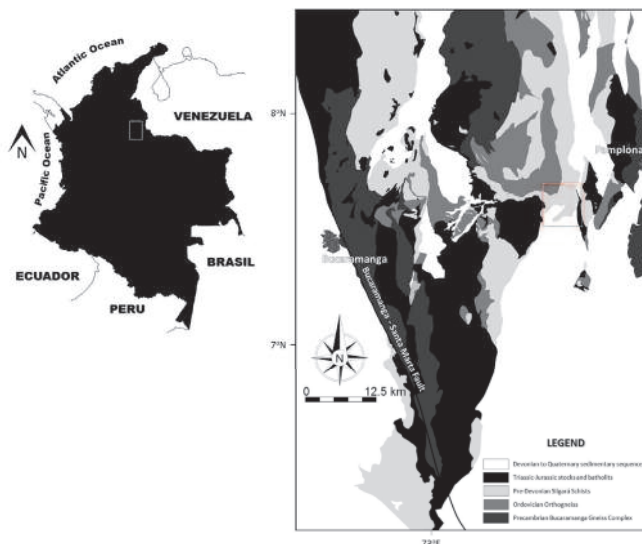 Atlantic Ocean
VENEZUELA
N
Pacific Ocean
BRASIL
ECUADOR
PERU
8°N
Pamplona
Bucaramanga
Bucaramanga - Santa Marta Fault
7°N
N
0 12.5 km
LEGEND
Devonian to Quaternary sedimentary sequence
Triassic Jurassic stocks and batholits
Pre-Devonian Silgará Schists
Ordovician Orthogneiss
Precambrian Bucaramanga Gneiss Complex